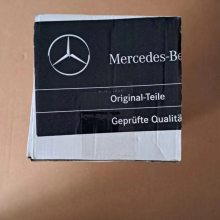 Mercedes-Be
Original-Teile
Geprüfte Qualitä